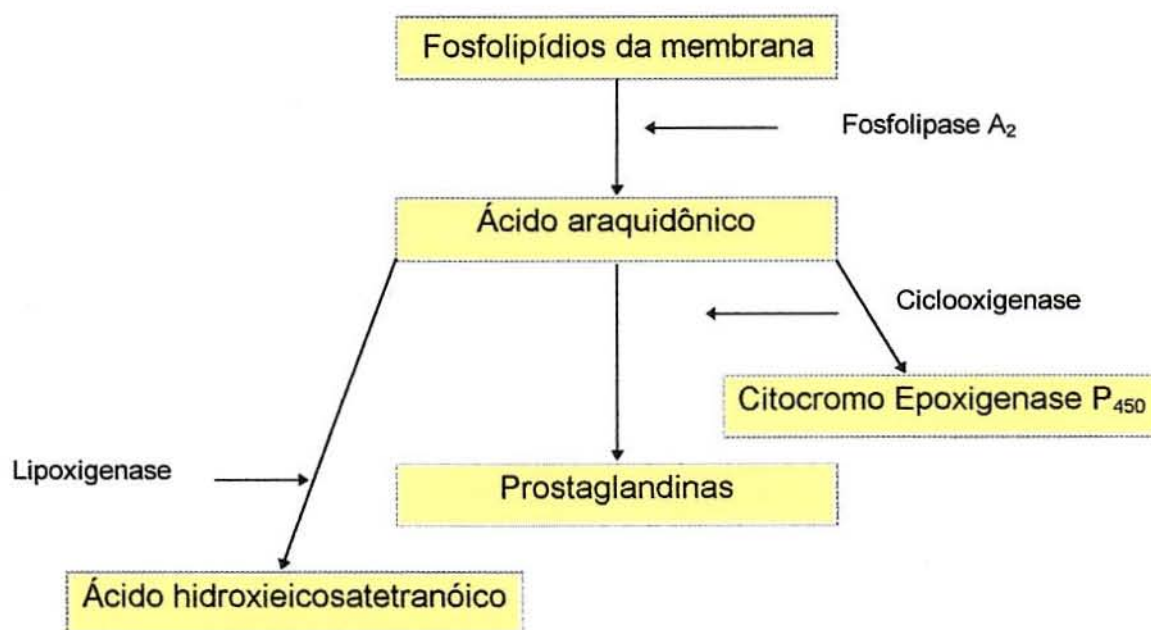 Fosfolipídios da membrana
Fosfolipase A₂
Ácido araquidônico
Ciclooxigenase
Citocromo Epoxigenase P₄₅₀
Lipoxigenase
Prostaglandinas
Ácido hidroxieicosatetranóico